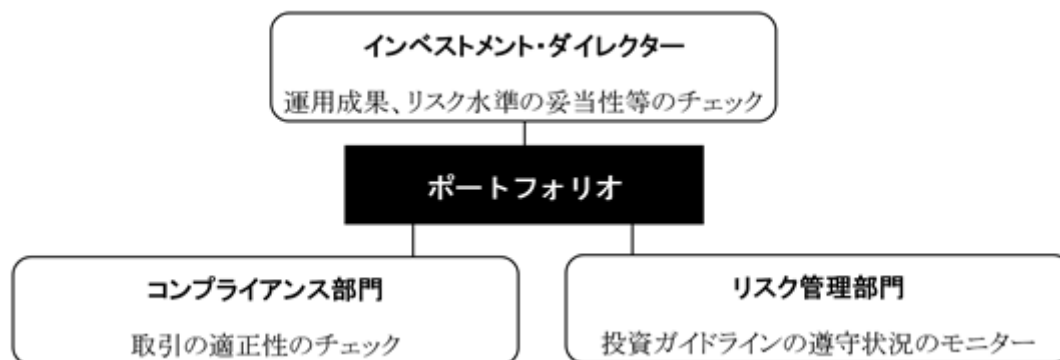 インベストメント・ダイレクター
運用成果、リスク水準の妥当性等のチェック
ポートフォリオ
コンプライアンス部門
取引の適正性のチェック
リスク管理部門
投資ガイドラインの遵守状況のモニター